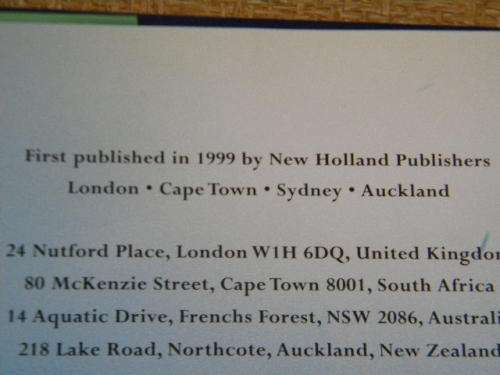 First published in 1999 by New Holland Publishers
London • Cape Town • Sydney • Auckland
24 Nutford Place, London W1H 6DQ, United Kingdom
80 McKenzie Street, Cape Town 8001, South Africa
14 Aquatic Drive, Frenchs Forest, NSW 2086, Australi
218 Lake Road, Northcote, Auckland, New Zealand